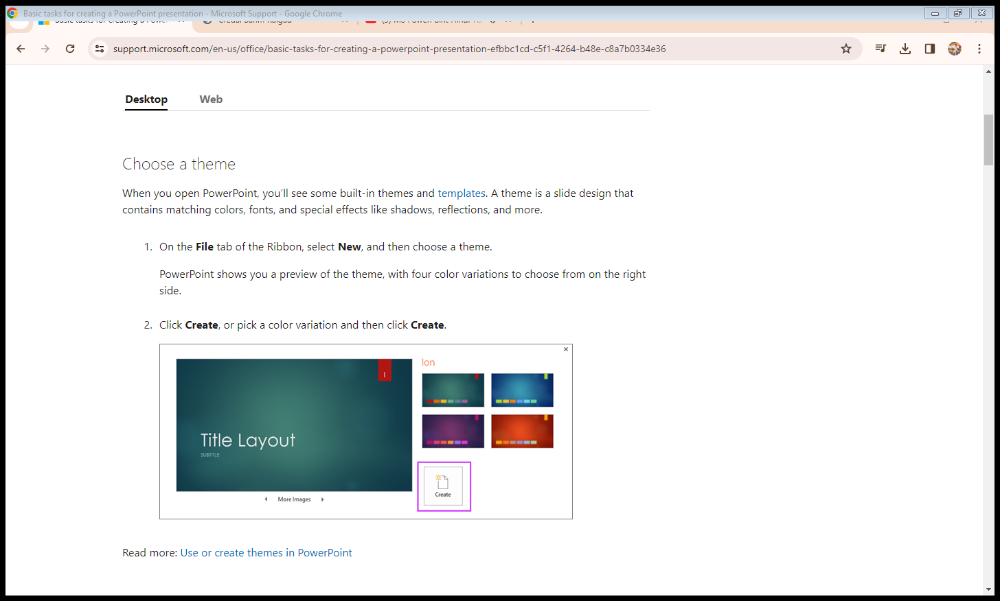 Basic tasks for creating a PowerPoint presentation - Microsoft Support - Google Chrome
support.microsoft.com/en-us/office/basic-tasks-for-creating-a-powerpoint-presentation-efbbc1cd-c5f1-4264-b48e-c8a7b0334e36
Desktop Web
Choose a theme
When you open PowerPoint, you'll see some built-in themes and templates. A theme is a slide design that
contains matching colors, fonts, and special effects like shadows, reflections, and more.
1. On the File tab of the Ribbon, select New, and then choose a theme.
PowerPoint shows you a preview of the theme, with four color variations to choose from on the right
side.
2. Click Create, or pick a color variation and then click Create.
Ion
1
Title Layout
SUBTITLE
Create
More Images
Read more: Use or create themes in PowerPoint